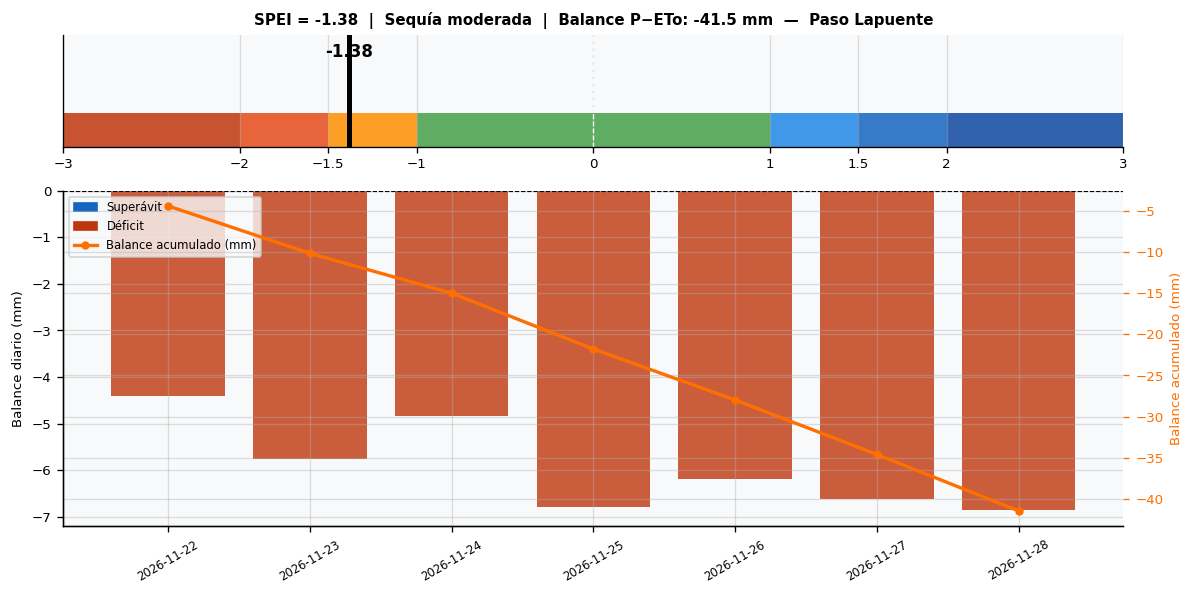 SPEI = -1.38  |  Sequía moderada  |  Balance P−ETo: -41.5 mm  —  Paso Lapuente
-1.38
−3 −2 −1.5 −1 0 1 1.5 2 3
Superávit
Déficit
Balance acumulado (mm)
Balance diario (mm)
0
−1
−2
−3
−4
−5
−6
−7
−5
−10
−15
−20
−25
−30
−35
−40
Balance acumulado (mm)
2026-11-22 2026-11-23 2026-11-24 2026-11-25 2026-11-26 2026-11-27 2026-11-28